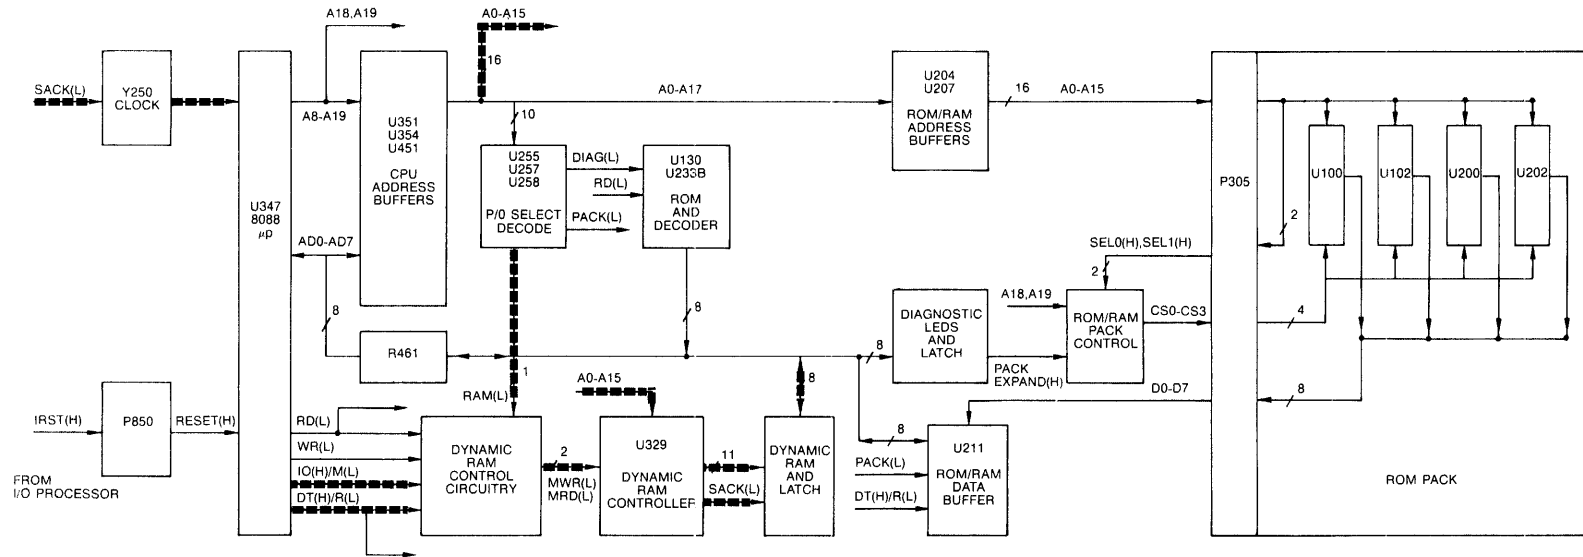 A18,A19
A0-A15
16
SACK(L)
Y250
CLOCK
A8-A19
U351
U354
U451
CPU
ADDRESS
BUFFERS
10
A0-A17
U204
U207
ROM/RAM
ADDRESS
BUFFERS
16
A0-A15
P305
U100
U102
U200
U202
2
U255
U257
U258
P/0 SELECT
DECODE
DIAG(L)
RD(L)
PACK(L)
U130
U233B
ROM
AND
DECODER
U347
8088
µp
AD0-AD7
8
R461
8
1
RAM(L)
SEL0(H),SEL1(H)
2
A18,A19
DIAGNOSTIC
LEDS AND
LATCH
8
ROM/RAM
PACK
CONTROL
CS0-CS3
4
PACK
EXPAND(H)
D0-D7
8
A0-A15
8
IRST(H)
P850
RESET(H)
FROM
I/O PROCESSOR
RD(L)
WR(L)
IO(H)/M(L)
DT(H)/R(L)
DYNAMIC
RAM
CONTROL
CIRCUITRY
2
MWR(L)
MRD(L)
U329
DYNAMIC
RAM
CONTROLLER
11
SACK(L)
DYNAMIC
RAM
AND
LATCH
8
PACK(L)
DT(H)/R(L)
U211
ROM/RAM
DATA
BUFFER
ROM PACK